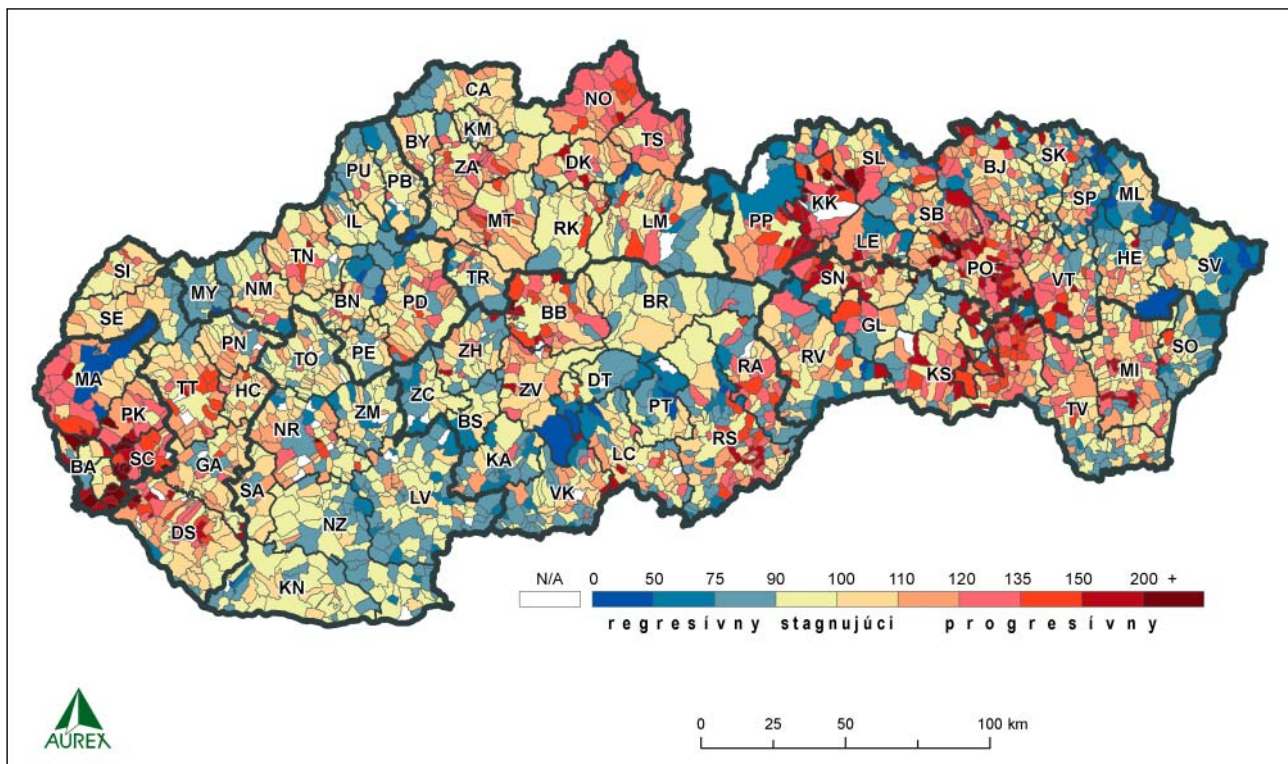 CA
NO
BY
KM
TS
PU
PB
ZA
DK
SL
BJ
SK
IL
MT
RK
LM
PP
KK
SB
SP
ML
TN
LE
HE
SV
SI
MY
NM
BN
PD
TR
SN
PO
VT
SE
BB
BR
GL
PN
TO
PE
ZH
RA
RV
SO
MA
TT
HC
ZC
ZV
DT
KS
MI
PK
ZM
BS
PT
TV
BA
SC
GA
NR
KA
LC
RS
SA
LV
VK
DS
NZ
KN
N/A 0 50 75 90 100 110 120 135 150 200 +
regresívny stagnujúci progresívny
0 25 50 100 km
AUREX